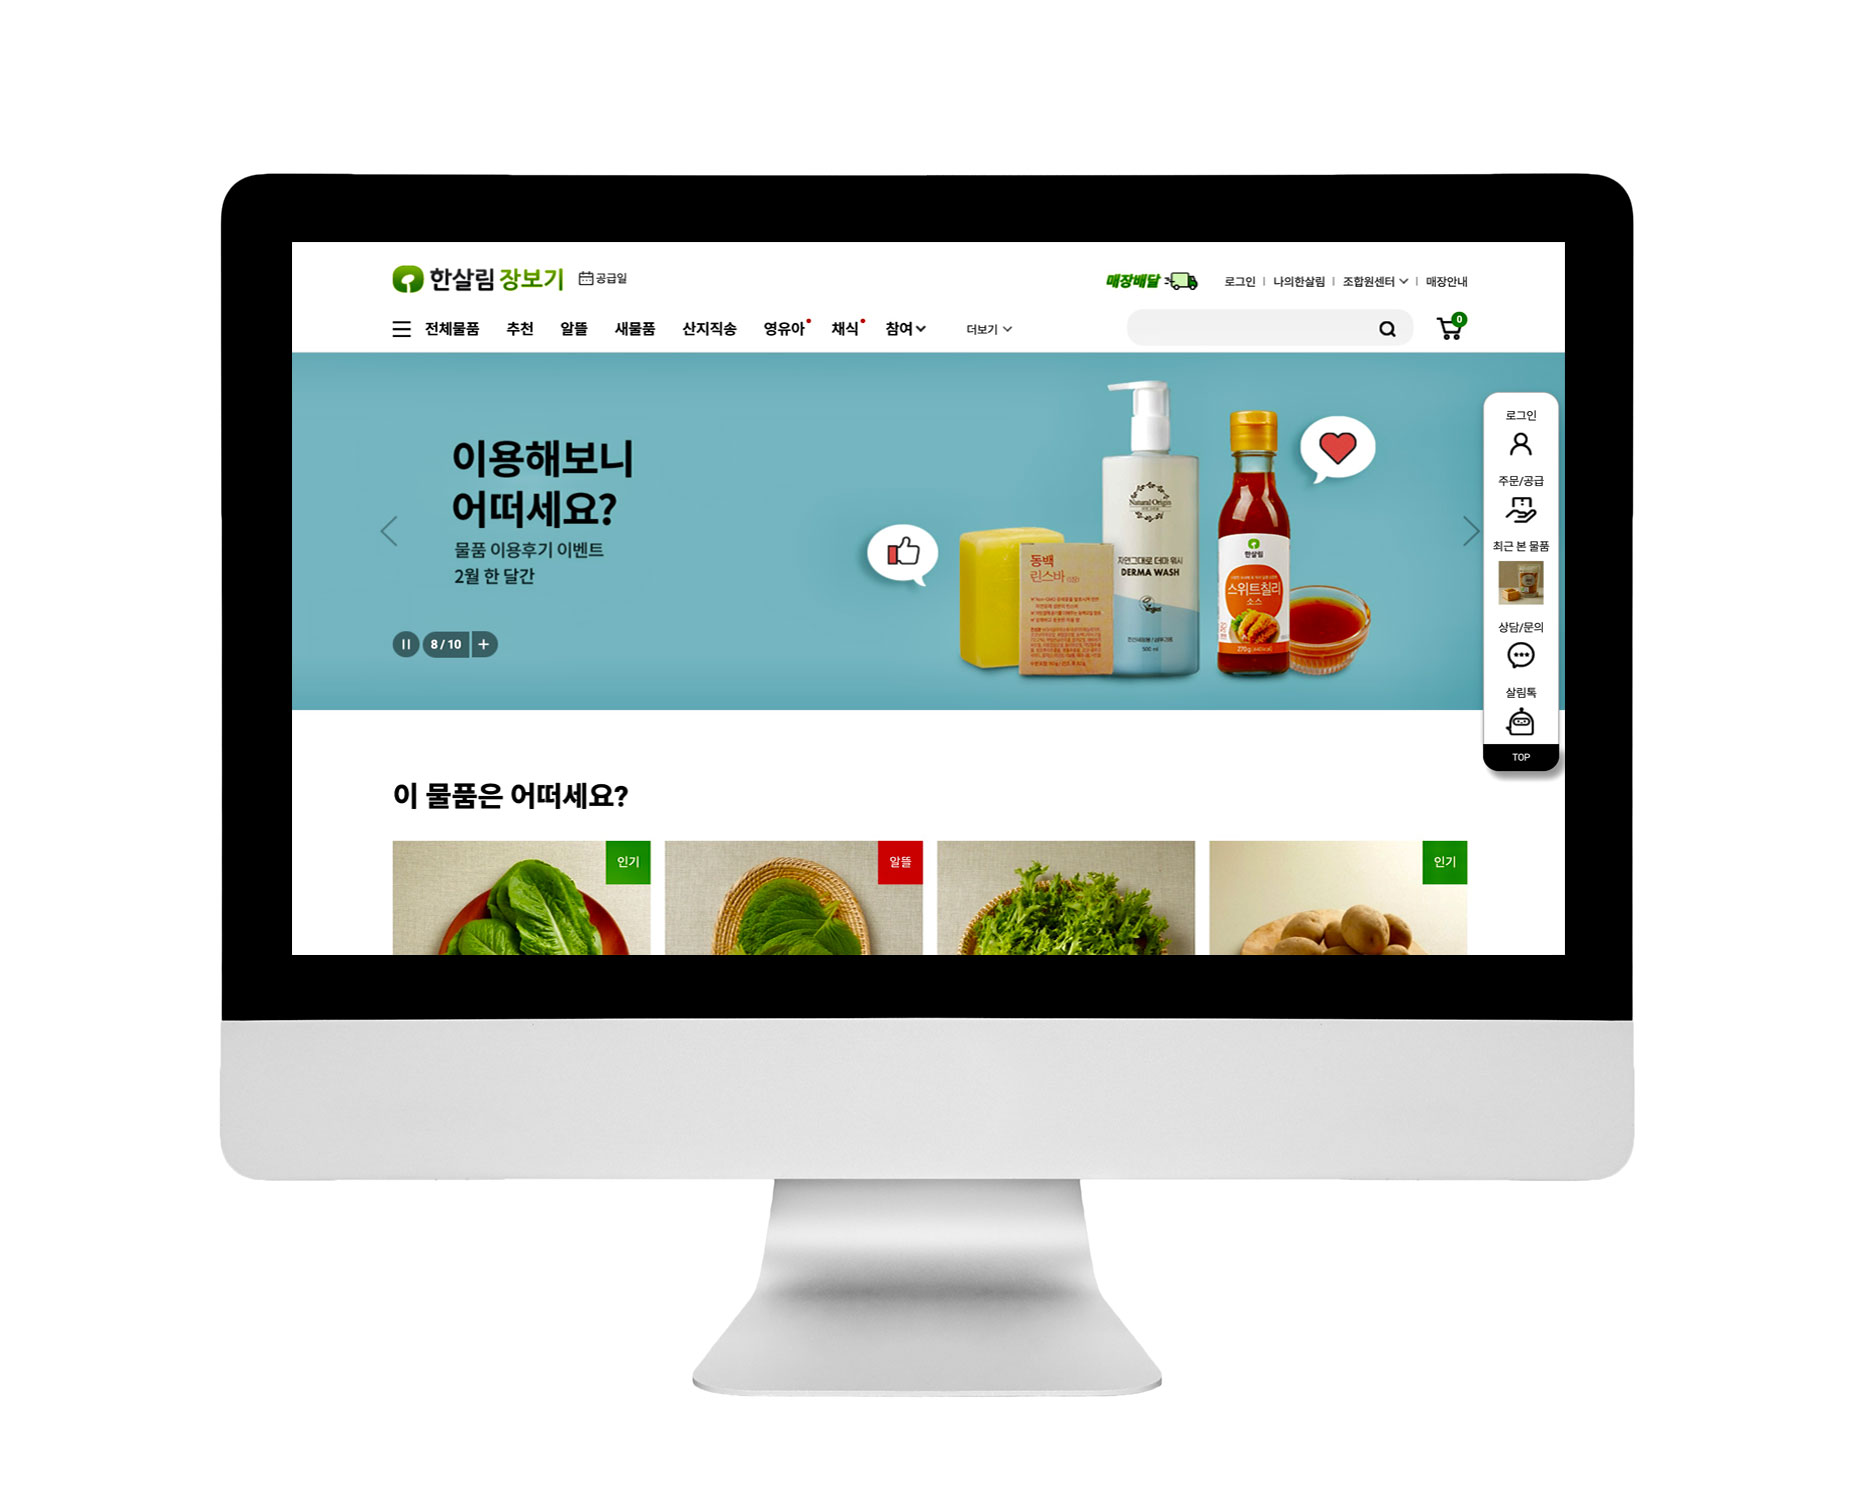 한살림 장보기 공급일
매장배달 로그인 | 나의한살림 | 조합원센터 | 매장안내
전체물품 추천 알뜰 새물품 산지직송 영유아 채식 참여 더보기
0
이용해보니
어떠세요?
물품 이용후기 이벤트
2월 한 달간
8 / 10
동백
린스바
Natural Origin
자연그대로 더마 워시
DERMA WASH
500 ml
한살림
스위트칠리
소스
270g
로그인
주문/공급
최근 본 물품
상담/문의
살림톡
TOP
이 물품은 어떠세요?
인기
알뜰
인기